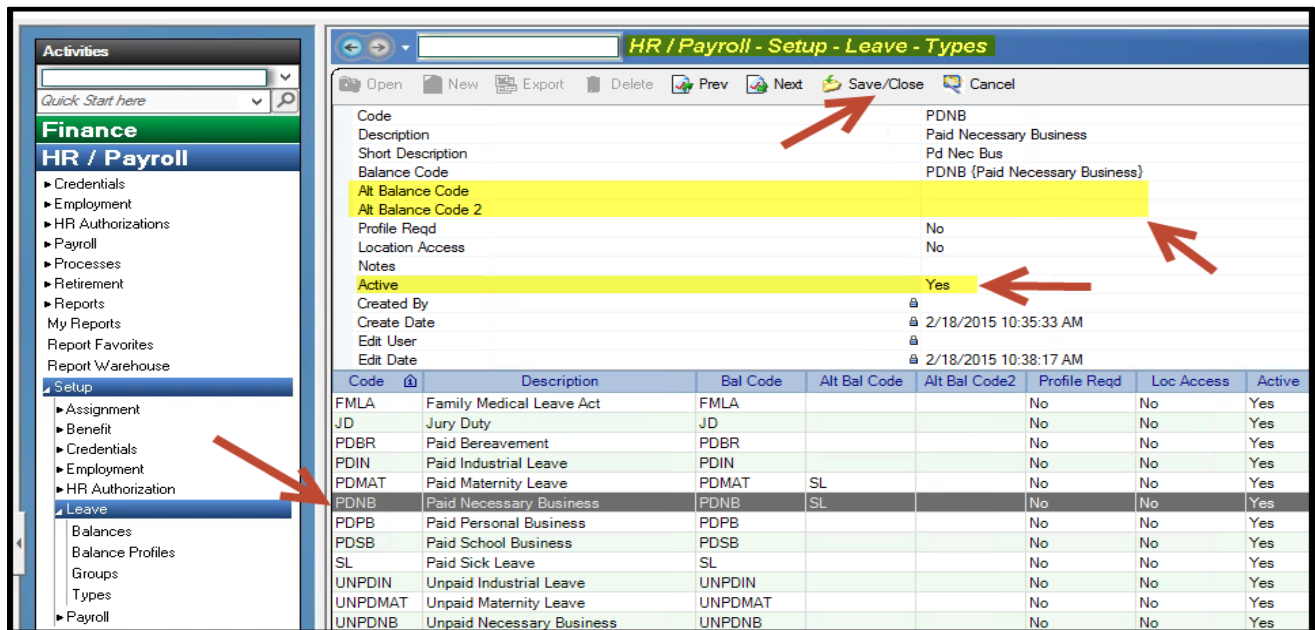 Activities
Quick Start here
Finance
HR / Payroll
Credentials
Employment
HR Authorizations
Payroll
Processes
Retirement
Reports
My Reports
Report Favorites
Report Warehouse
Setup
Assignment
Benefit
Credentials
Employment
HR Authorization
Leave
Balances
Balance Profiles
Groups
Types
Payroll
HR / Payroll - Setup - Leave - Types
Open New Export Delete Prev Next Save/Close Cancel
Code PDNB
Description Paid Necessary Business
Short Description Pd Nec Bus
Balance Code PDNB {Paid Necessary Business}
Alt Balance Code
Alt Balance Code 2
Profile Reqd No
Location Access No
Notes
Active Yes
Created By
Create Date 2/18/2015 10:35:33 AM
Edit User
Edit Date 2/18/2015 10:38:17 AM
Code 1 Description Bal Code Alt Bal Code Alt Bal Code2 Profile Reqd Loc Access Active
FMLA Family Medical Leave Act FMLA No No Yes
JD Jury Duty JD No No Yes
PDBR Paid Bereavement PDBR No No Yes
PDIN Paid Industrial Leave PDIN No No Yes
PDMAT Paid Maternity Leave PDMAT SL No No Yes
PDNB Paid Necessary Business PDNB SL No No Yes
PDPB Paid Personal Business PDPB No No Yes
PDSB Paid School Business PDSB No No Yes
SL Paid Sick Leave SL No No Yes
UNPDIN Unpaid Industrial Leave UNPDIN No No Yes
UNPDMAT Unpaid Maternity Leave UNPDMAT No No Yes
UNPDNB Unpaid Necessary Business UNPDNB No No Yes